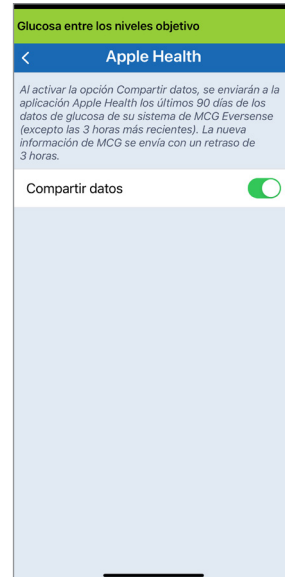 Glucosa entre los niveles objetivo
Apple Health
Al activar la opción Compartir datos, se enviarán a la
aplicación Apple Health los últimos 90 días de los
datos de glucosa de su sistema de MCG Eversense
(excepto las 3 horas más recientes). La nueva
información de MCG se envía con un retraso de
3 horas.
Compartir datos